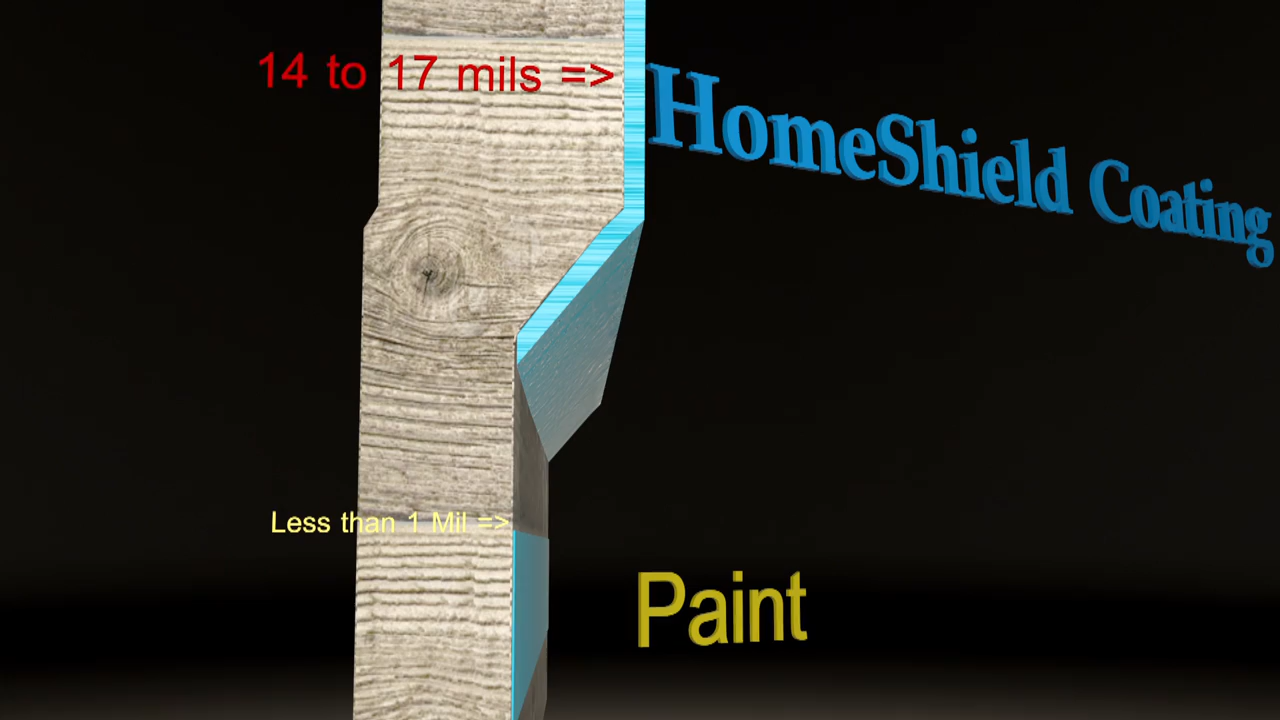 14 to 17 mils =>
HomeShield Coating
Less than 1 Mil =>
Paint